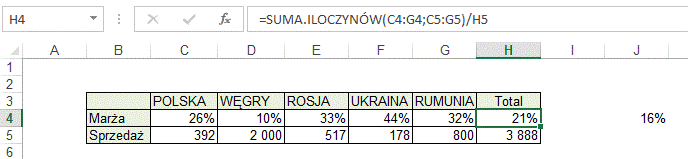 H4 fx =SUMA.ILOCZYNÓW(C4:G4;C5:G5)/H5
A B C D E F G H I J
1
2
3 POLSKA WĘGRY ROSJA UKRAINA RUMUNIA Total
4 Marża 26% 10% 33% 44% 32% 21% 16%
5 Sprzedaż 392 2 000 517 178 800 3 888
6